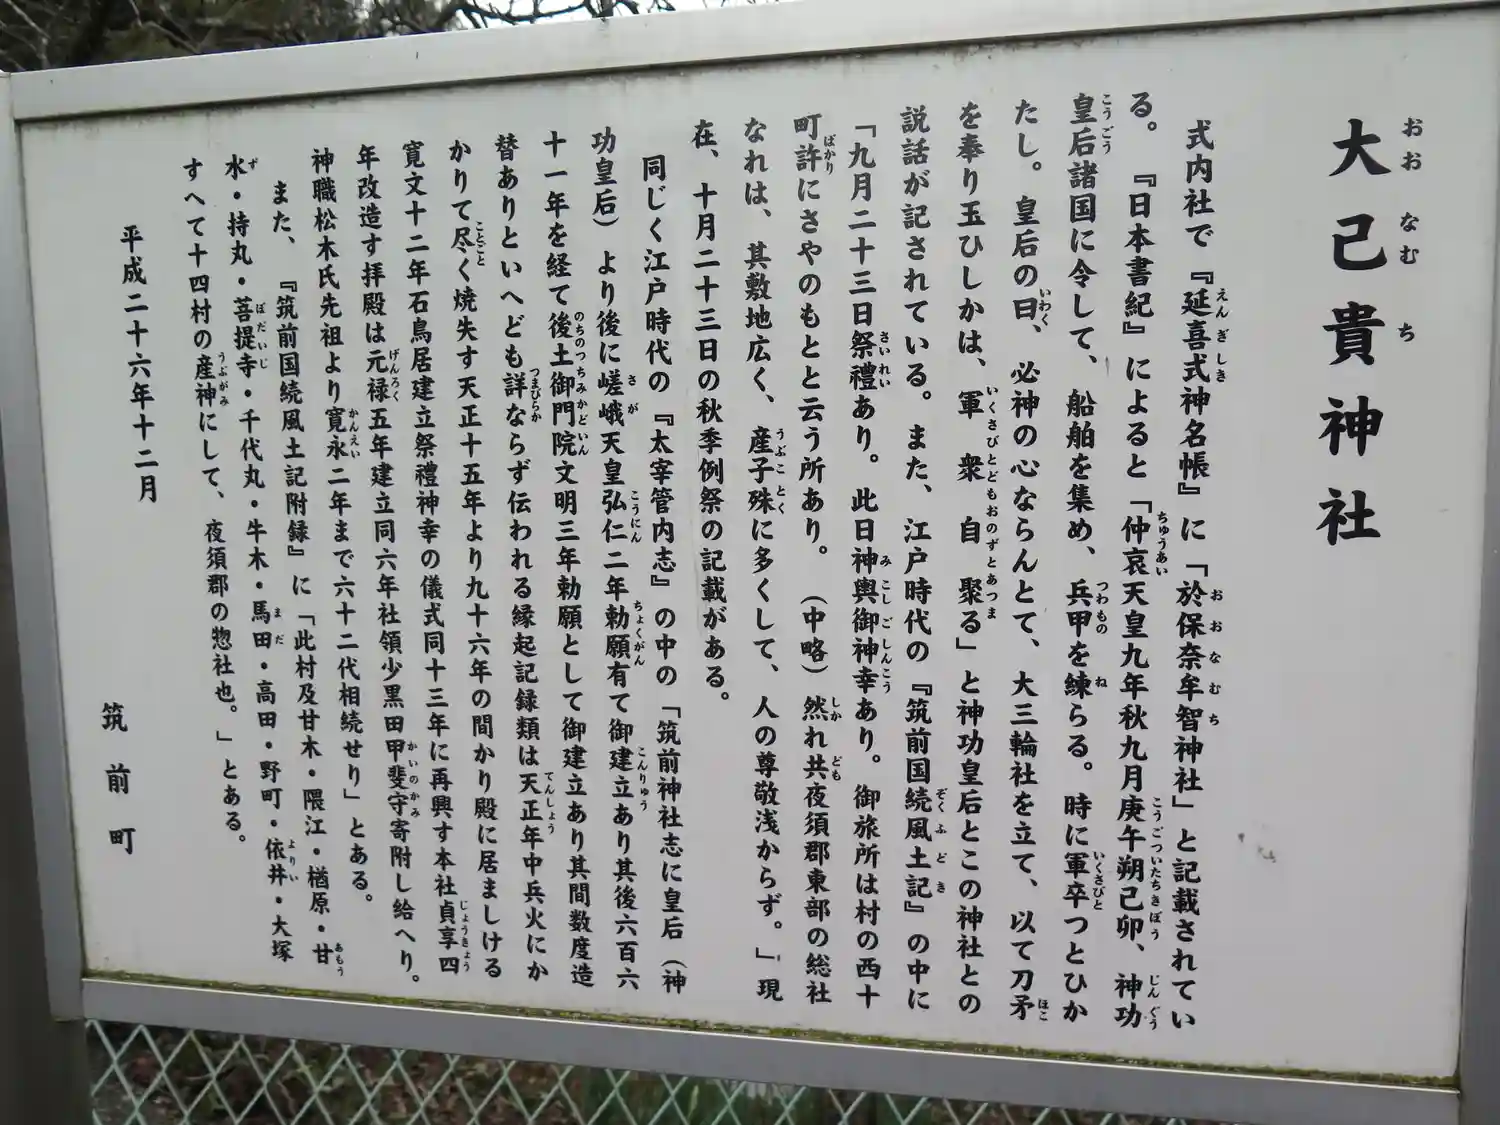 大己貴神社
式内社で『延喜式神名帳』に「於保奈牟智神社」と記載されてい
る。『日本書紀』によると「仲哀天皇九年秋九月庚午朔己卯、神功
皇后諸国に令して、船舶を集め、兵甲を練らる。時に軍卒つとひか
たし。皇后の曰、必神の心ならんとて、大三輪社を立て、以て刀矛
を奉り玉ひしかは、軍衆自聚る」と神功皇后とこの神社との
説話が記されている。また、江戸時代の『筑前国続風土記』の中に
「九月二十三日祭禮あり。此日神輿御神幸あり。御旅所は村の西十
町許にさやのもとと云う所あり。（中略）然れ共夜須郡東部の総社
なれは、其敷地広く、産子殊に多くして、人の尊敬浅からず。」現
在、十月二十三日の秋季例祭の記載がある。
同じく江戸時代の『太宰管内志』の中の「筑前神社志に皇后（神
功皇后）より後に嵯峨天皇弘仁二年勅願有て御建立あり其後六百六
十一年を経て後土御門院文明三年勅願として御建立あり其間数度造
替ありといへども詳ならず伝われる縁起記録類は天正年中兵火にか
かりて尽く焼失す天正十五年より九十六年の間かり殿に居ましける
寛文十二年石鳥居建立祭禮神幸の儀式同十三年に再興す本社貞享四
年改造す拝殿は元禄五年建立同六年社領少黒田甲斐守寄附し給へり。
神職松木氏先祖より寛永二年まで六十二代相続せり」とある。
また、『筑前国続風土記附録』に「此村及甘木・隈江・楢原・甘
水・持丸・菩提寺・千代丸・牛木・馬田・高田・野町・依井・大塚
すへて十四村の産神にして、夜須郡の惣社也。」とある。
平成二十六年十二月
筑前町